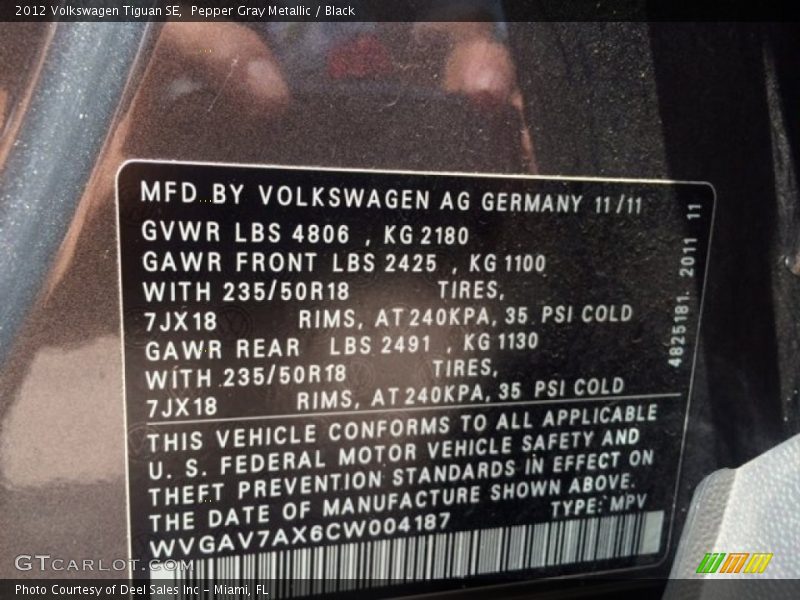 2012 Volkswagen Tiguan SE, Pepper Gray Metallic / Black
MFD BY VOLKSWAGEN AG GERMANY 11/11
GVWR LBS 4806 , KG 2180
GAWR FRONT LBS 2425 , KG 1100
WITH 235/50R18 TIRES,
7JX18 RIMS, AT 240KPA, 35 PSI COLD
GAWR REAR LBS 2491 , KG 1130
WITH 235/50R18 TIRES,
7JX18 RIMS, AT 240KPA, 35 PSI COLD
4825181. 2011 11
THIS VEHICLE CONFORMS TO ALL APPLICABLE
U. S. FEDERAL MOTOR VEHICLE SAFETY AND
THEFT PREVENTION STANDARDS IN EFFECT ON
THE DATE OF MANUFACTURE SHOWN ABOVE.
WVGAV7AX6CW004187 TYPE: MPV
GTCARLOT.COM
Photo Courtesy of Deel Sales Inc – Miami, FL